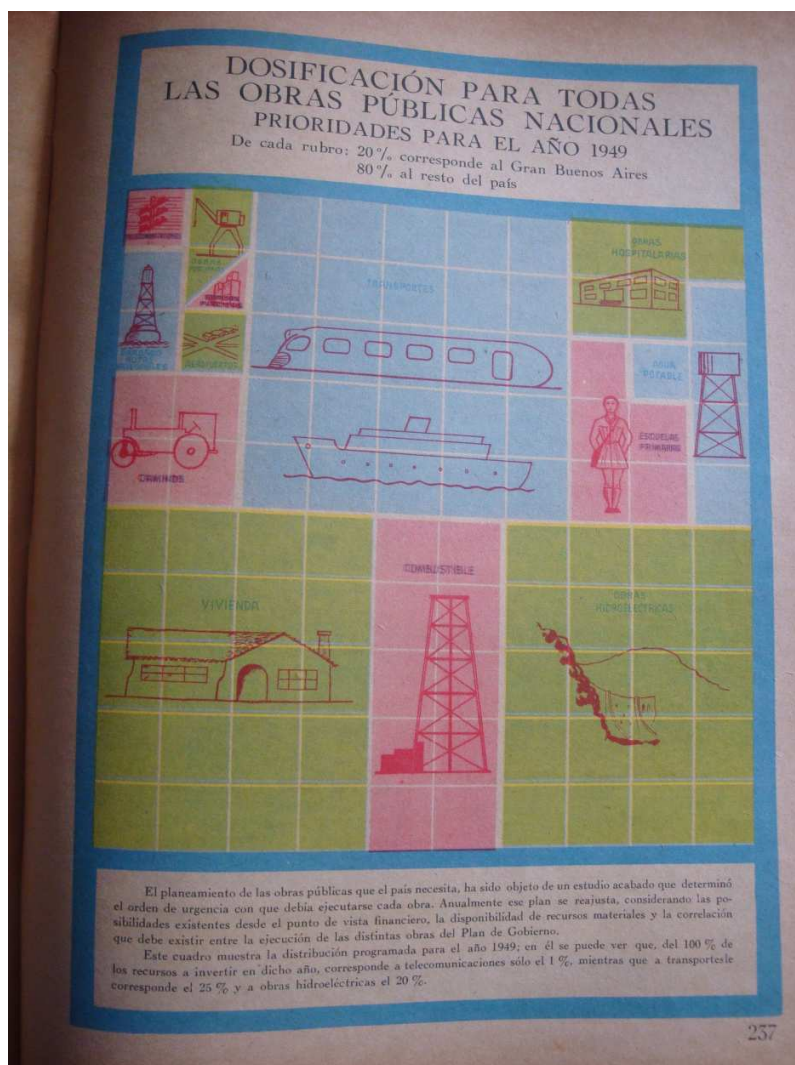 DOSIFICACIÓN PARA TODAS
LAS OBRAS PÚBLICAS NACIONALES
PRIORIDADES PARA EL AÑO 1949
De cada rubro: 20 % corresponde al Gran Buenos Aires
80 % al resto del país
OBRAS
HOSPITALARIAS
OBRAS
TRANSPORTES
AEROPUERTOS
AGUA
POTABLE
ESCUELAS
PRIMARIAS
CAMINOS
COMBUSTIBLE
VIVIENDA
OBRAS
HIDROELECTRICAS
El planeamiento de las obras públicas que el país necesita, ha sido objeto de un estudio acabado que determinó
el orden de urgencia con que debía ejecutarse cada obra. Anualmente ese plan se reajusta, considerando las po-
sibilidades existentes desde el punto de vista financiero, la disponibilidad de recursos materiales y la correlación
que debe existir entre la ejecución de las distintas obras del Plan de Gobierno.
Este cuadro muestra la distribución programada para el año 1949; en él se puede ver que, del 100 % de
los recursos a invertir en dicho año, corresponde a telecomunicaciones sólo el 1 %, mientras que a transportesle
corresponde el 25 % y a obras hidroeléctricas el 20 %.
237